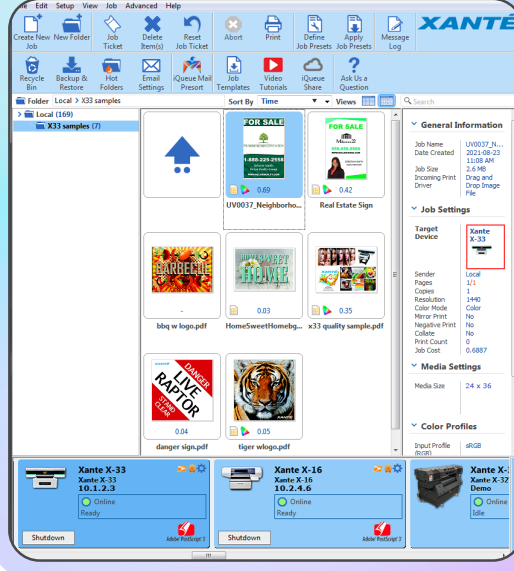 File Edit Setup View Job Advanced Help
XANTÉ
Create New Job
New Folder
Job Ticket
Delete Item(s)
Reset Job Ticket
Abort
Print
Define Job Presets
Apply Job Presets
Message Log
Recycle Bin
Backup & Restore
Hot Folders
Email Settings
iQueue Mail Presort
Job Templates
Video Tutorials
iQueue Share
Ask Us a Question
Folder Local > X33 samples
Sort By Time
Views
Search
Local (169)
X33 samples (7)
FOR SALE
1-888-225-2558
0.69
UV0037_Neighborho...
FOR SALE
0.42
Real Estate Sign
BARBECUE
-
bbq w logo.pdf
HOME SWEET
HOME
0.03
HomeSweetHomebg...
0.35
x33 quality sample.pdf
DANGER
LIVE
RAPTOR
STAND
CLEAR
0.04
danger sign.pdf
XANTE
0.05
tiger wlogo.pdf
General Information
Job Name UV0037_N...
Date Created 2021-08-23
11:08 AM
Job Size 2.6 MB
Incoming Print Drag and
Driver Drop Image
File
Job Settings
Target Xante
Device X-33
Sender Local
Pages 1/1
Copies 1
Resolution 1440
Color Mode Color
Mirror Print No
Negative Print No
Collate No
Print Count 0
Job Cost 0.6887
Media Settings
Media Size 24 x 36
Color Profiles
Input Profile sRGB
(RGB)
Xante X-33
Xante X-33
10.1.2.3
Online
Ready
Shutdown
Adobe PostScript 3
Xante X-16
Xante X-16
10.2.4.6
Online
Ready
Shutdown
Adobe PostScript 3
Xante X-3
Xante X-32
Demo
Online
Idle